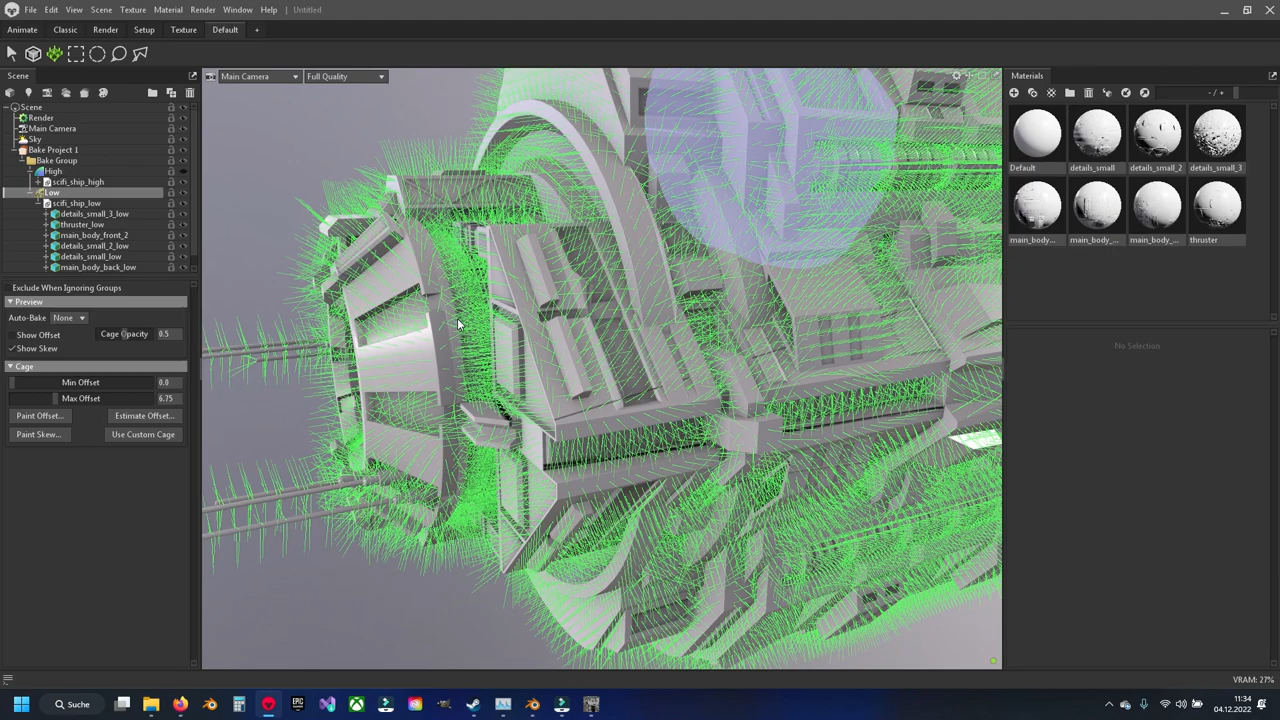 File Edit View Scene Texture Material Render Window Help Untitled
Animate Classic Render Setup Texture Default +
Scene
Main Camera Full Quality
Materials
- / +
Scene
Render
Main Camera
Sky
Bake Project 1
Bake Group
High
scifi_ship_high
Low
scifi_ship_low
details_small_3_low
thruster_low
main_body_front_2
details_small_2_low
details_small_low
main_body_back_low
Default details_small details_small_2 details_small_3
main_body... main_body_... main_body_... thruster
Exclude When Ignoring Groups
Preview
Auto-Bake None
Show Offset Cage Opacity 0.5
Show Skew
Cage
Min Offset 0.0
Max Offset 6.75
Paint Offset... Estimate Offset...
Paint Skew... Use Custom Cage
No Selection
VRAM: 27%
Suche
EPIC
11:34
04.12.2022